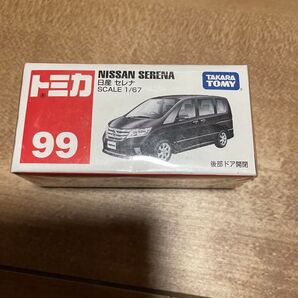 トミカ
99
NISSAN SERENA
日産 セレナ
SCALE 1/67
TAKARA
TOMY
後部ドア開閉